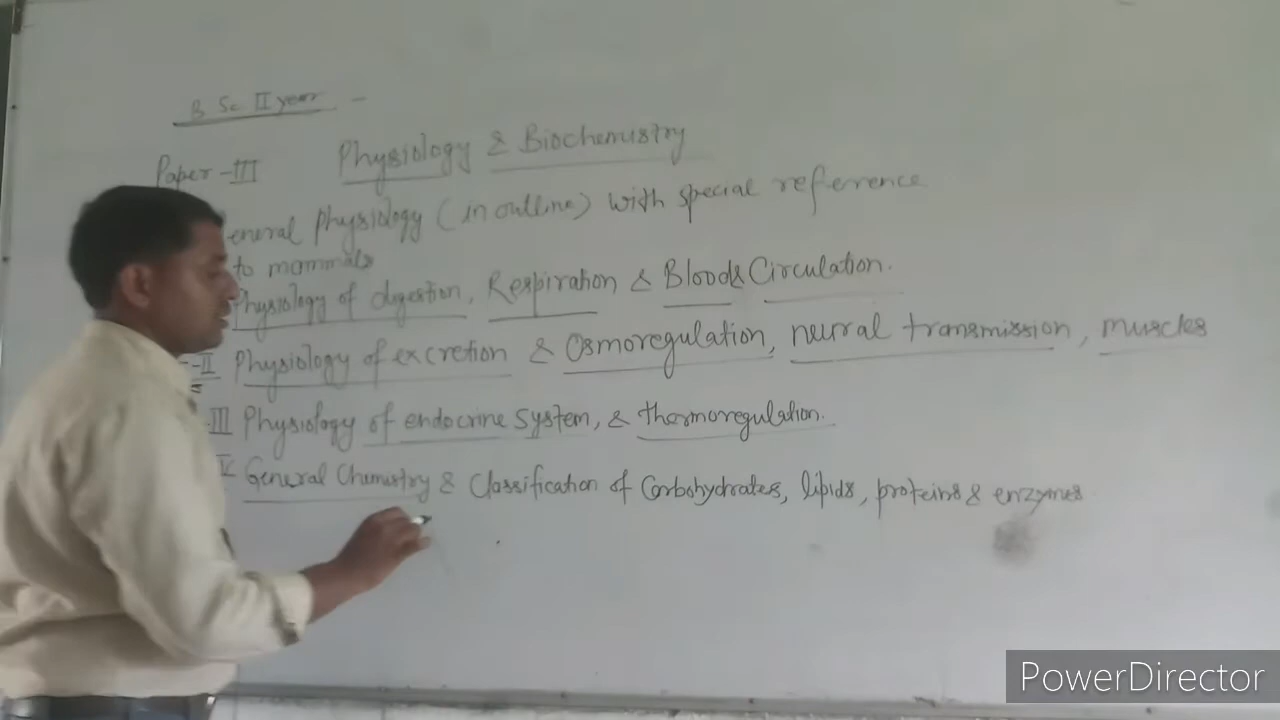 B Sc II year -
Paper-III Physiology & Biochemistry
eneral physiology (in outline) with special reference
to mammals
Physiology of digestion, Respiration & Blood & Circulation.
-II Physiology of excretion & Osmoregulation, neural transmission, muscles
III Physiology of endocrine system, & thermoregulation.
V General Chemistry & Classification of Carbohydrates, lipids, proteins & enzymes
PowerDirector